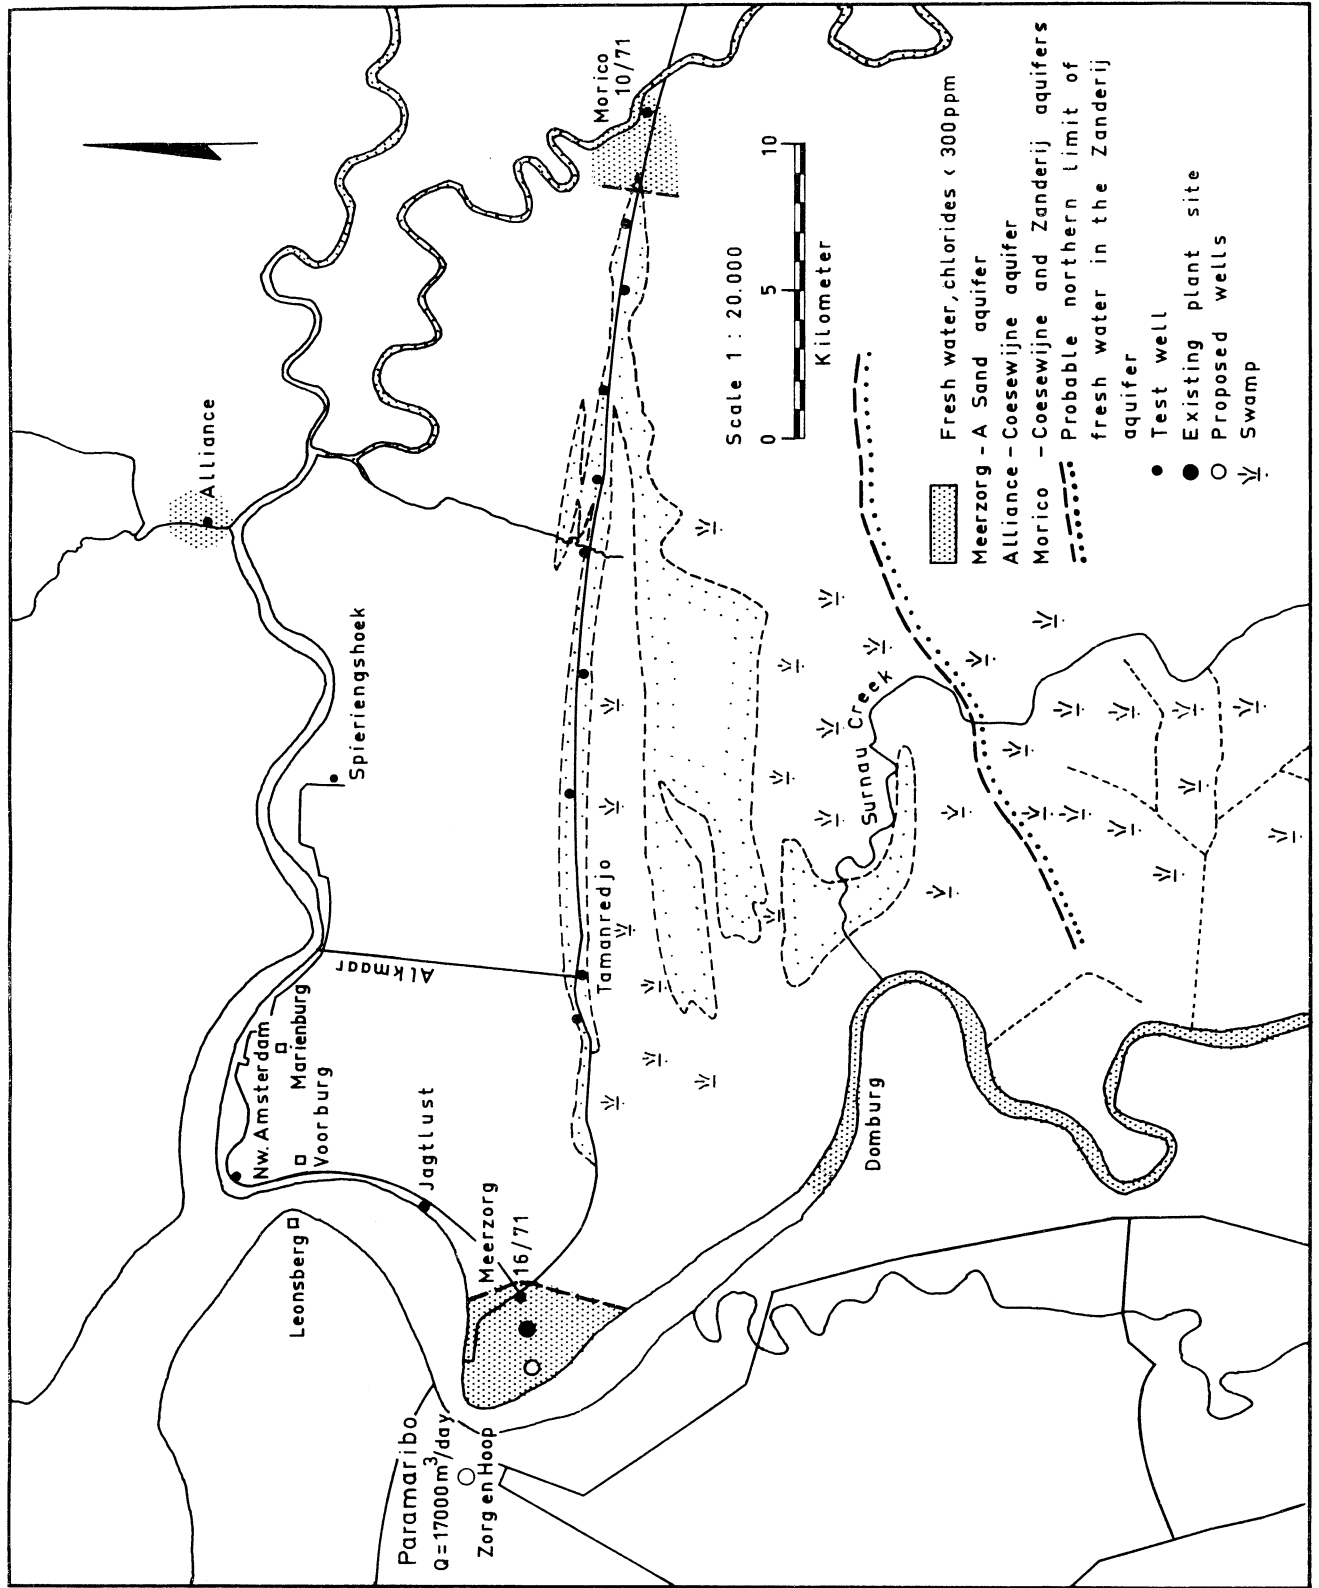 Alliance
Morico
10/71
Spieriengshoek
Alkmaar
Nw. Amsterdam
Marienburg
Voorburg
Leonsberg
Jagtlust
Tamanredjo
Meerzorg
16/71
Paramaribo
Q=17000m³/day
Zorg en Hoop
Surnau Creek
Domburg
Scale 1 : 20.000
0 5 10
Kilometer
Fresh water, chlorides < 300ppm
Meerzorg - A Sand aquifer
Alliance - Coesewijne aquifer
Morico - Coesewijne and Zanderij aquifers
Probable northern limit of
fresh water in the Zanderij
aquifer
Test well
Existing plant site
Proposed wells
Swamp